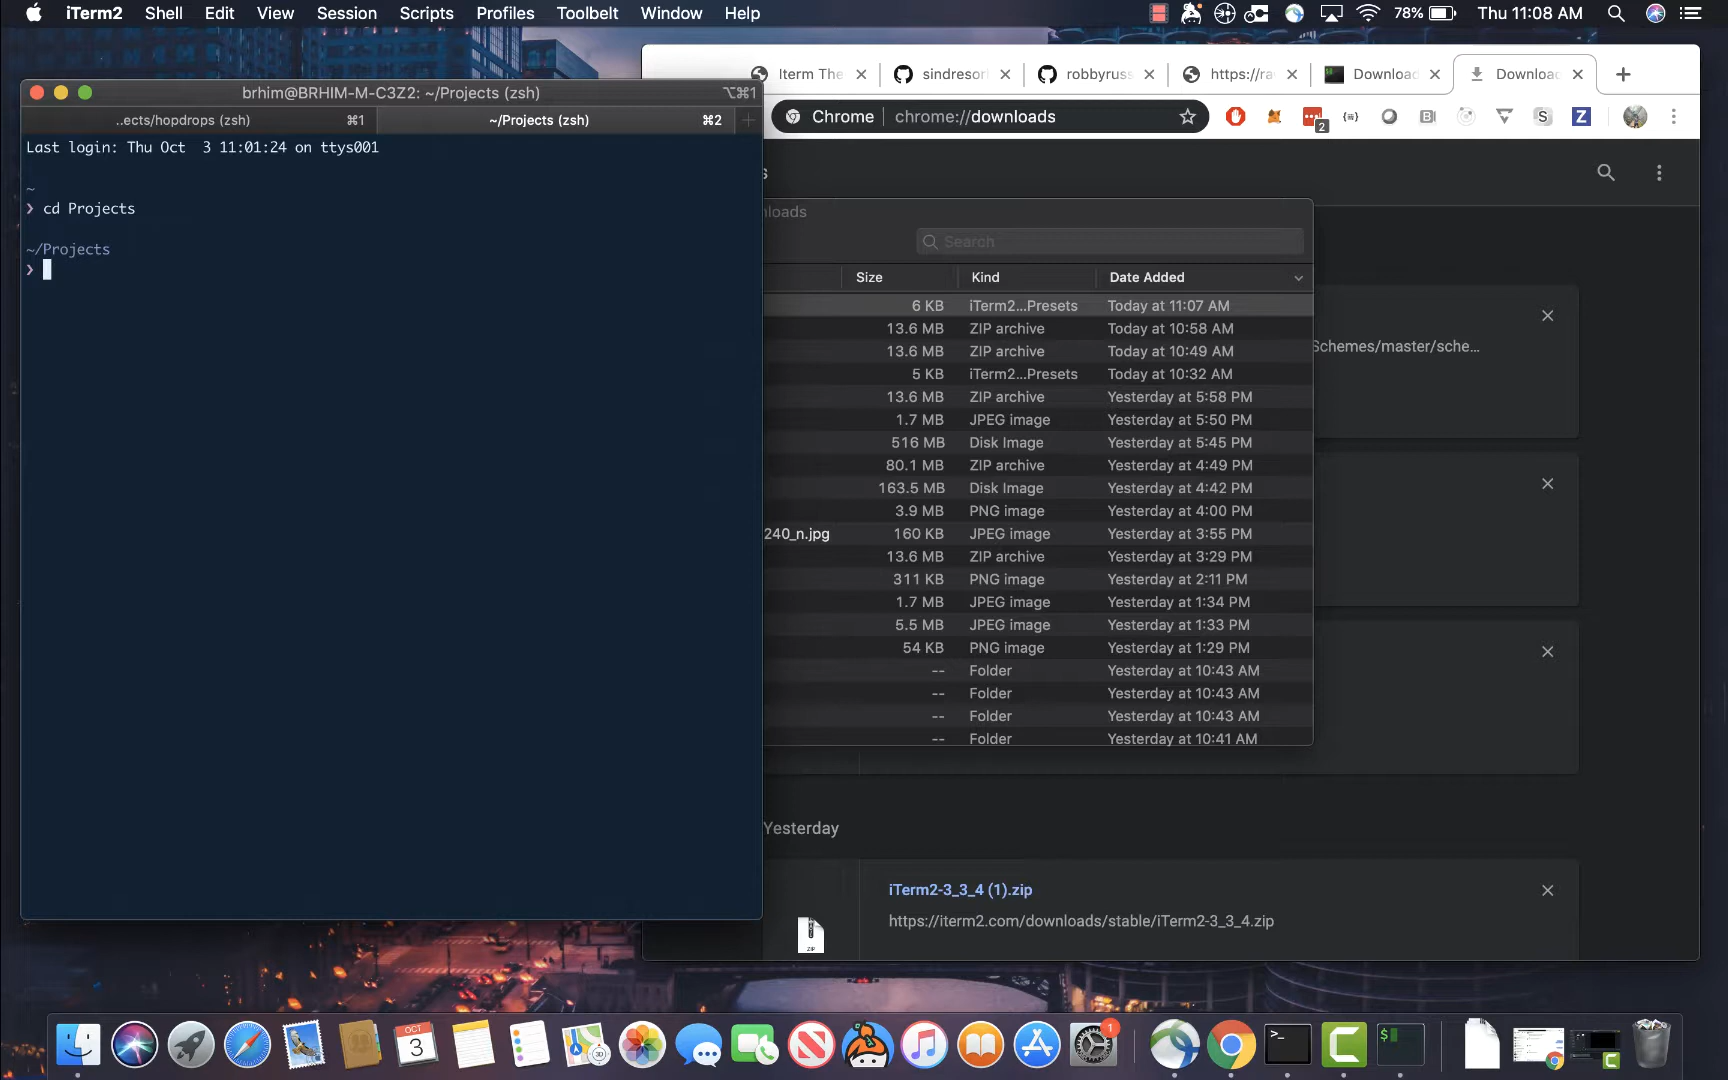 iTerm2 Shell Edit View Session Scripts Profiles Toolbelt Window Help
78% Thu 11:08 AM
Iterm The
sindresor
robbyruss
https://ra
Download
Download
brhim@BRHIM-M-C3Z2: ~/Projects (zsh)
⌥⌘1
..ects/hopdrops (zsh) ⌘1
~/Projects (zsh) ⌘2
Chrome chrome://downloads
2
Last login: Thu Oct  3 11:01:24 on ttys001
~
❯ cd Projects
~/Projects
❯
s
nloads
Search
Size Kind Date Added
6 KB iTerm2...Presets Today at 11:07 AM
13.6 MB ZIP archive Today at 10:58 AM
13.6 MB ZIP archive Today at 10:49 AM
5 KB iTerm2...Presets Today at 10:32 AM
13.6 MB ZIP archive Yesterday at 5:58 PM
1.7 MB JPEG image Yesterday at 5:50 PM
516 MB Disk Image Yesterday at 5:45 PM
80.1 MB ZIP archive Yesterday at 4:49 PM
163.5 MB Disk Image Yesterday at 4:42 PM
3.9 MB PNG image Yesterday at 4:00 PM
240_n.jpg 160 KB JPEG image Yesterday at 3:55 PM
13.6 MB ZIP archive Yesterday at 3:29 PM
311 KB PNG image Yesterday at 2:11 PM
1.7 MB JPEG image Yesterday at 1:34 PM
5.5 MB JPEG image Yesterday at 1:33 PM
54 KB PNG image Yesterday at 1:29 PM
-- Folder Yesterday at 10:43 AM
-- Folder Yesterday at 10:43 AM
-- Folder Yesterday at 10:43 AM
-- Folder Yesterday at 10:41 AM
Schemes/master/sche...
Yesterday
iTerm2-3_3_4 (1).zip
https://iterm2.com/downloads/stable/iTerm2-3_3_4.zip
ZIP
OCT
3
1